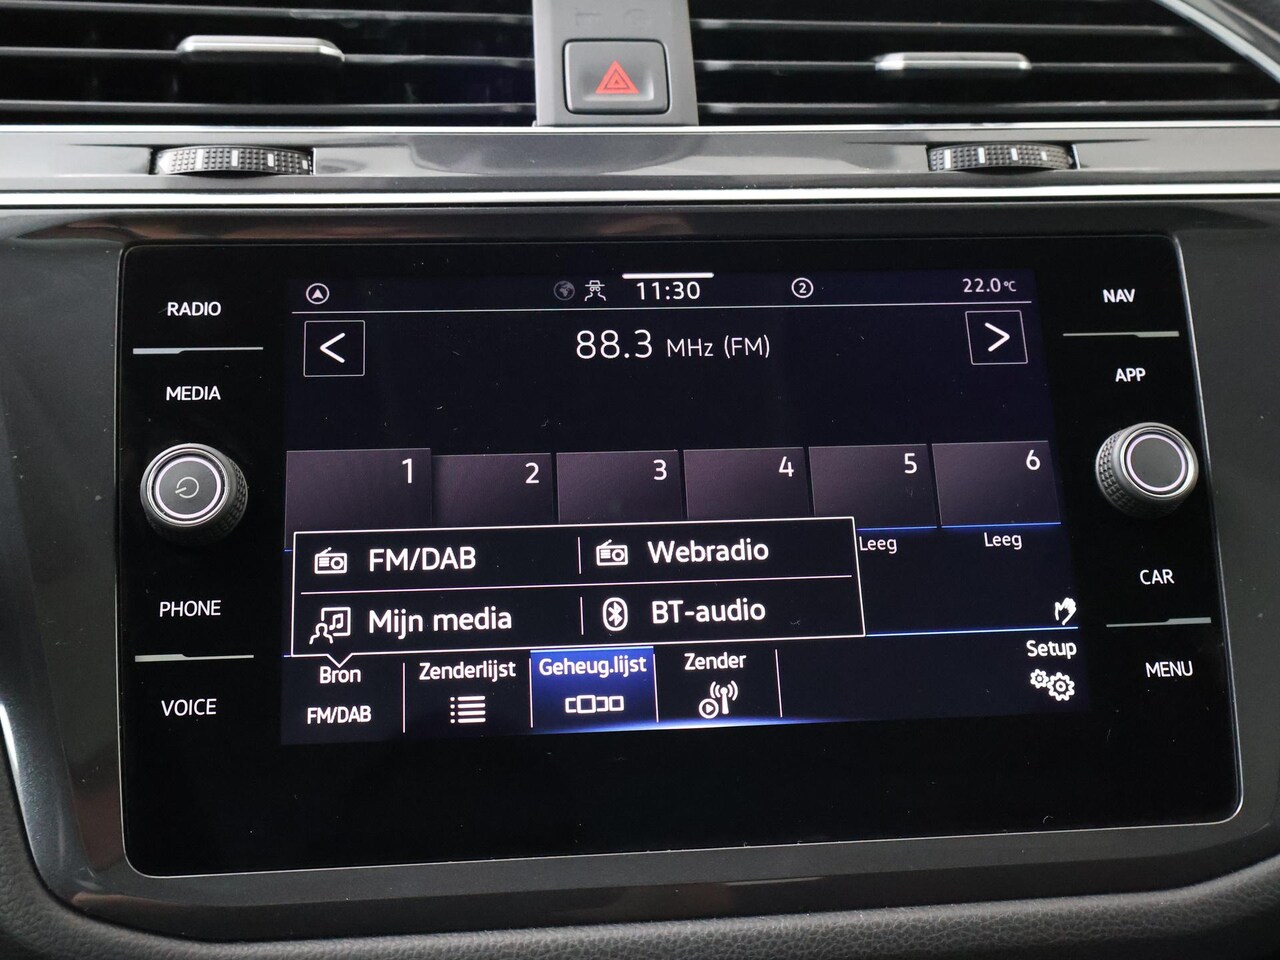 RADIO
MEDIA
PHONE
VOICE
11:30
2
22.0°C
88.3 MHz (FM)
1 2 3 4 5 6
Leeg Leeg
FM/DAB Webradio
Mijn media BT-audio
Bron Zenderlijst Geheug.lijst Zender Setup
FM/DAB
NAV
APP
CAR
MENU